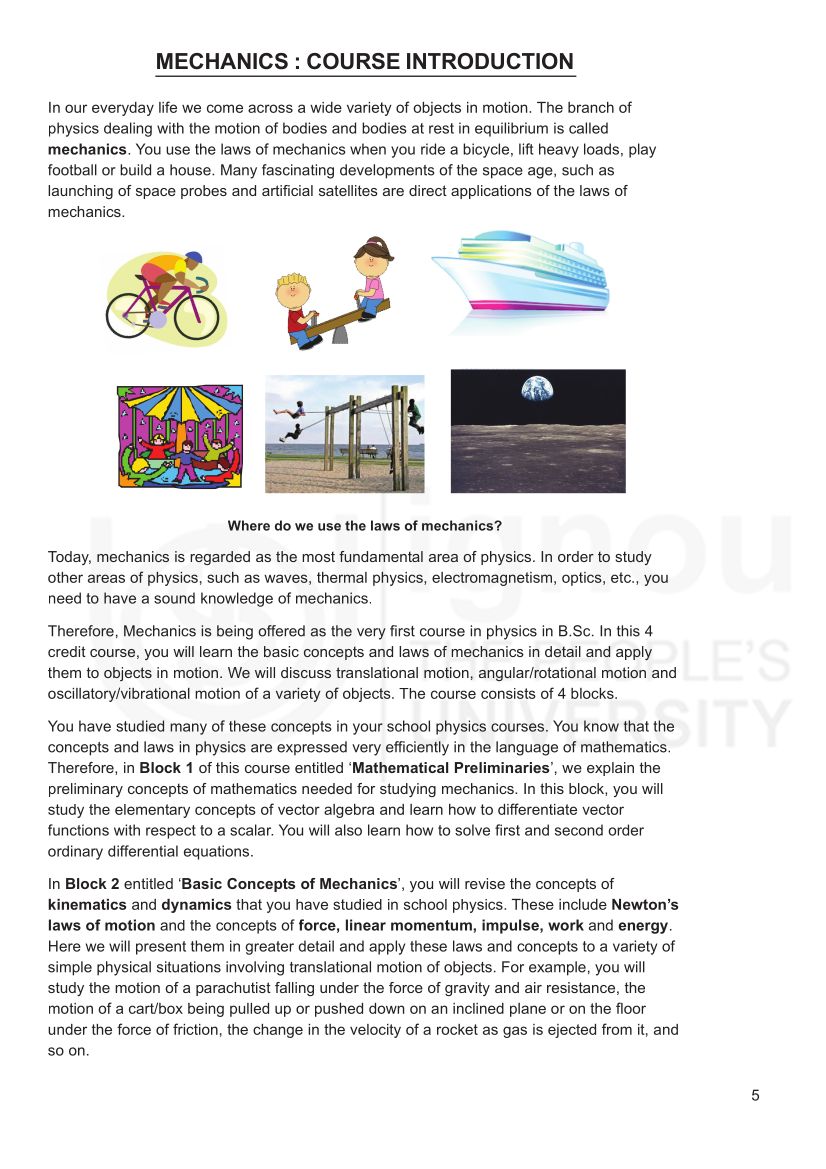 MECHANICS : COURSE INTRODUCTION
In our everyday life we come across a wide variety of objects in motion. The branch of
physics dealing with the motion of bodies and bodies at rest in equilibrium is called
mechanics. You use the laws of mechanics when you ride a bicycle, lift heavy loads, play
football or build a house. Many fascinating developments of the space age, such as
launching of space probes and artificial satellites are direct applications of the laws of
mechanics.
Where do we use the laws of mechanics?
Today, mechanics is regarded as the most fundamental area of physics. In order to study
other areas of physics, such as waves, thermal physics, electromagnetism, optics, etc., you
need to have a sound knowledge of mechanics.
Therefore, Mechanics is being offered as the very first course in physics in B.Sc. In this 4
credit course, you will learn the basic concepts and laws of mechanics in detail and apply
them to objects in motion. We will discuss translational motion, angular/rotational motion and
oscillatory/vibrational motion of a variety of objects. The course consists of 4 blocks.
You have studied many of these concepts in your school physics courses. You know that the
concepts and laws in physics are expressed very efficiently in the language of mathematics.
Therefore, in Block 1 of this course entitled ‘Mathematical Preliminaries’, we explain the
preliminary concepts of mathematics needed for studying mechanics. In this block, you will
study the elementary concepts of vector algebra and learn how to differentiate vector
functions with respect to a scalar. You will also learn how to solve first and second order
ordinary differential equations.
In Block 2 entitled ‘Basic Concepts of Mechanics’, you will revise the concepts of
kinematics and dynamics that you have studied in school physics. These include Newton’s
laws of motion and the concepts of force, linear momentum, impulse, work and energy.
Here we will present them in greater detail and apply these laws and concepts to a variety of
simple physical situations involving translational motion of objects. For example, you will
study the motion of a parachutist falling under the force of gravity and air resistance, the
motion of a cart/box being pulled up or pushed down on an inclined plane or on the floor
under the force of friction, the change in the velocity of a rocket as gas is ejected from it, and
so on.
5
ignou
THE PEOPLE’S
UNIVERSITY